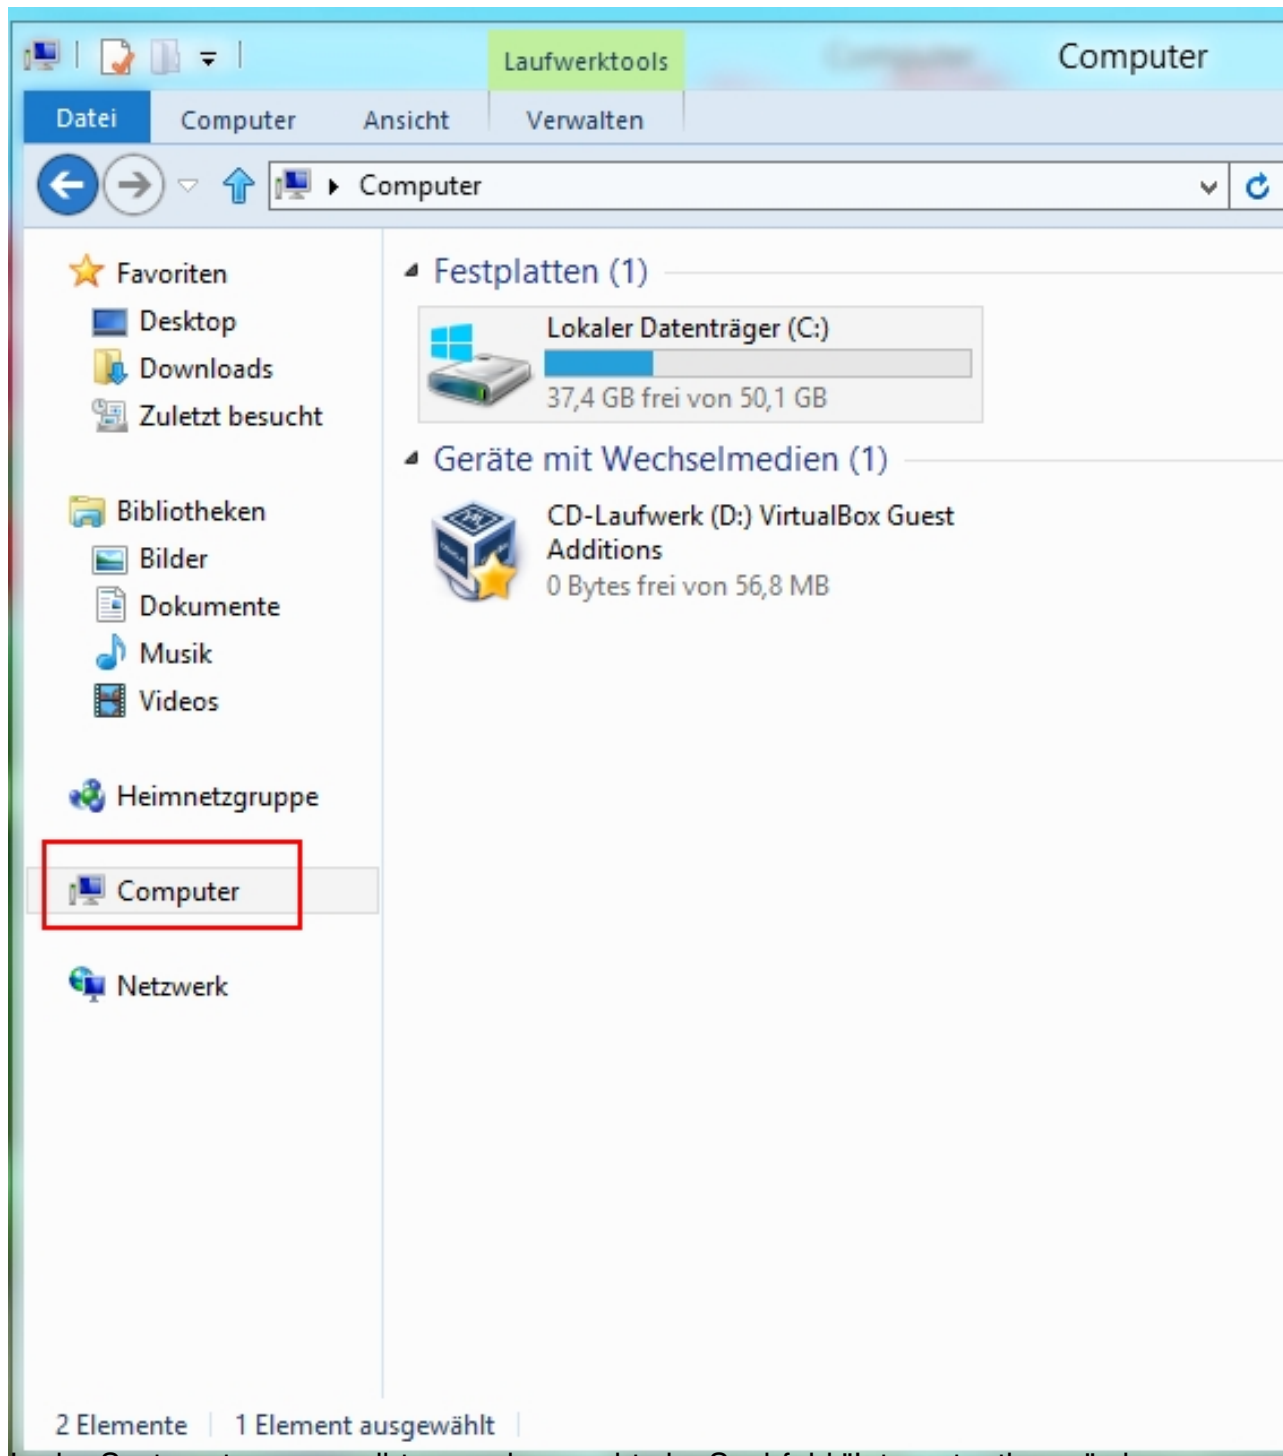 Laufwerktools
Computer
Datei
Computer
Ansicht
Verwalten
Computer
Favoriten
Desktop
Downloads
Zuletzt besucht
Bibliotheken
Bilder
Dokumente
Musik
Videos
Heimnetzgruppe
Computer
Netzwerk
Festplatten (1)
Lokaler Datenträger (C:)
37,4 GB frei von 50,1 GB
Geräte mit Wechselmedien (1)
CD-Laufwerk (D:) VirtualBox Guest
Additions
0 Bytes frei von 56,8 MB
2 Elemente
1 Element ausgewählt